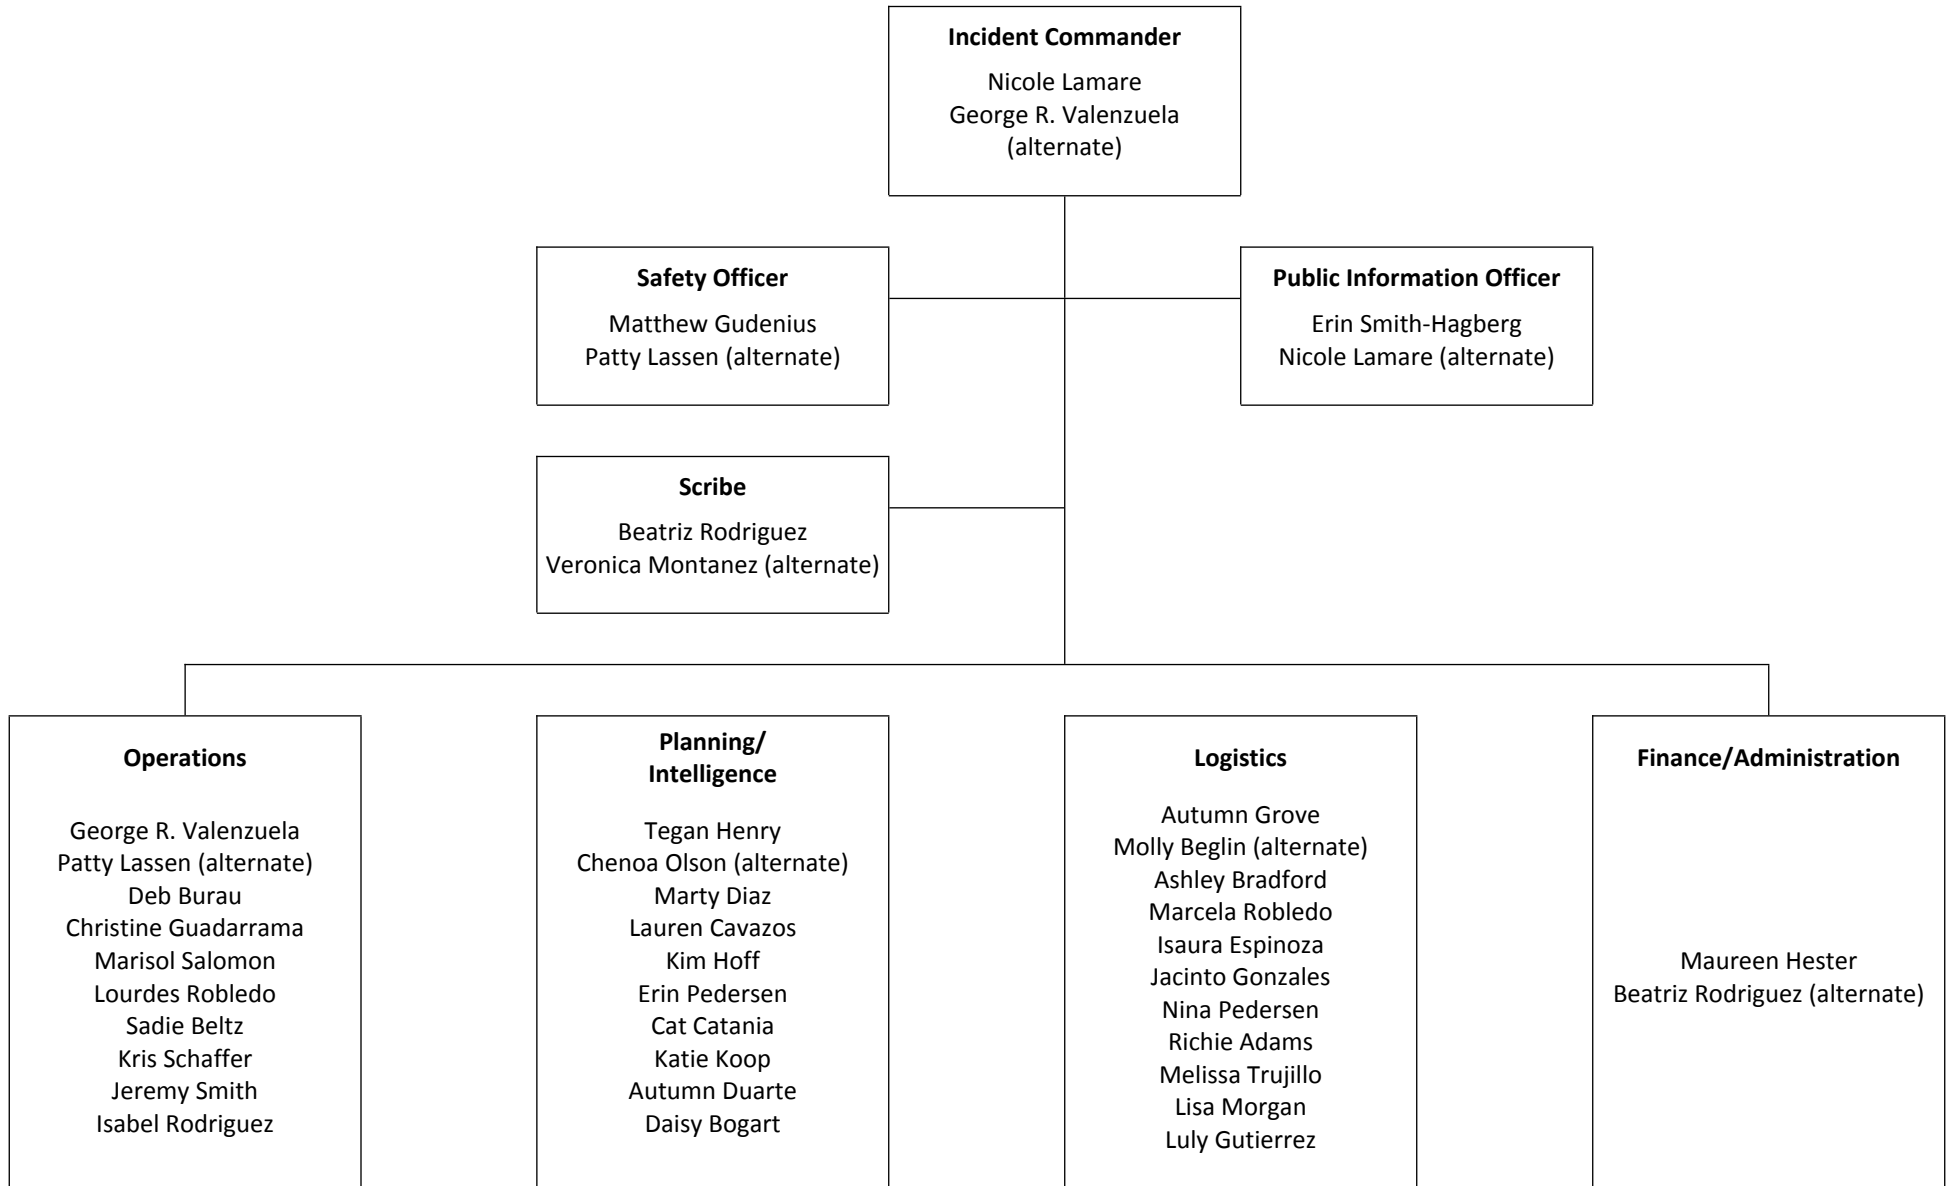 Incident Commander
Nicole Lamare
George R. Valenzuela
(alternate)
Safety Officer
Matthew Gudenius
Patty Lassen (alternate)
Public Information Officer
Erin Smith-Hagberg
Nicole Lamare (alternate)
Scribe
Beatriz Rodriguez
Veronica Montanez (alternate)
Operations
George R. Valenzuela
Patty Lassen (alternate)
Deb Burau
Christine Guadarrama
Marisol Salomon
Lourdes Robledo
Sadie Beltz
Kris Schaffer
Jeremy Smith
Isabel Rodriguez
Planning/
Intelligence
Tegan Henry
Chenoa Olson (alternate)
Marty Diaz
Lauren Cavazos
Kim Hoff
Erin Pedersen
Cat Catania
Katie Koop
Autumn Duarte
Daisy Bogart
Logistics
Autumn Grove
Molly Beglin (alternate)
Ashley Bradford
Marcela Robledo
Isaura Espinoza
Jacinto Gonzales
Nina Pedersen
Richie Adams
Melissa Trujillo
Lisa Morgan
Luly Gutierrez
Finance/Administration
Maureen Hester
Beatriz Rodriguez (alternate)